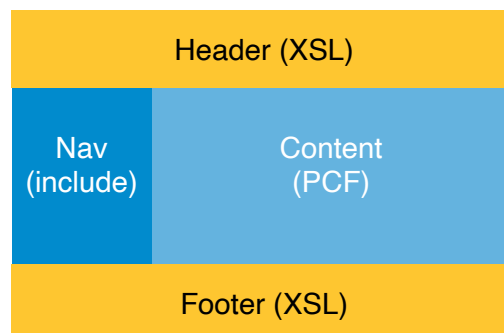 Header (XSL)
Nav
(include)
Content
(PCF)
Footer (XSL)